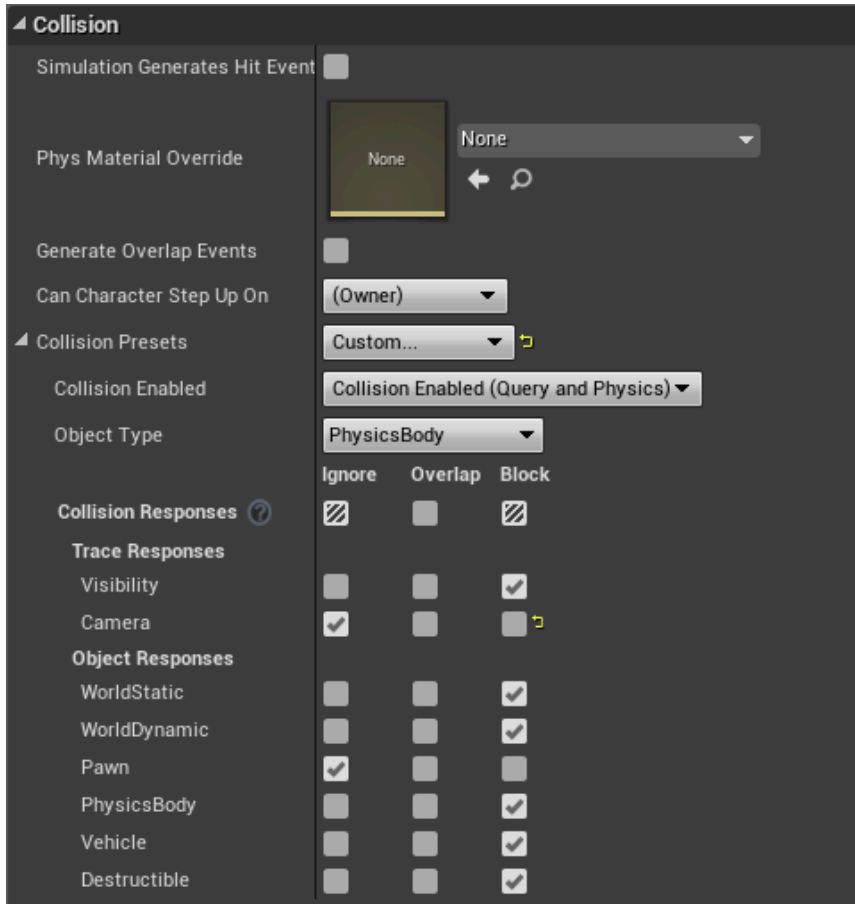 Collision
Simulation Generates Hit Event
Phys Material Override
None
None
Generate Overlap Events
Can Character Step Up On (Owner)
Collision Presets Custom...
Collision Enabled Collision Enabled (Query and Physics)
Object Type PhysicsBody
Ignore Overlap Block
Collision Responses ?
Trace Responses
Visibility
Camera
Object Responses
WorldStatic
WorldDynamic
Pawn
PhysicsBody
Vehicle
Destructible